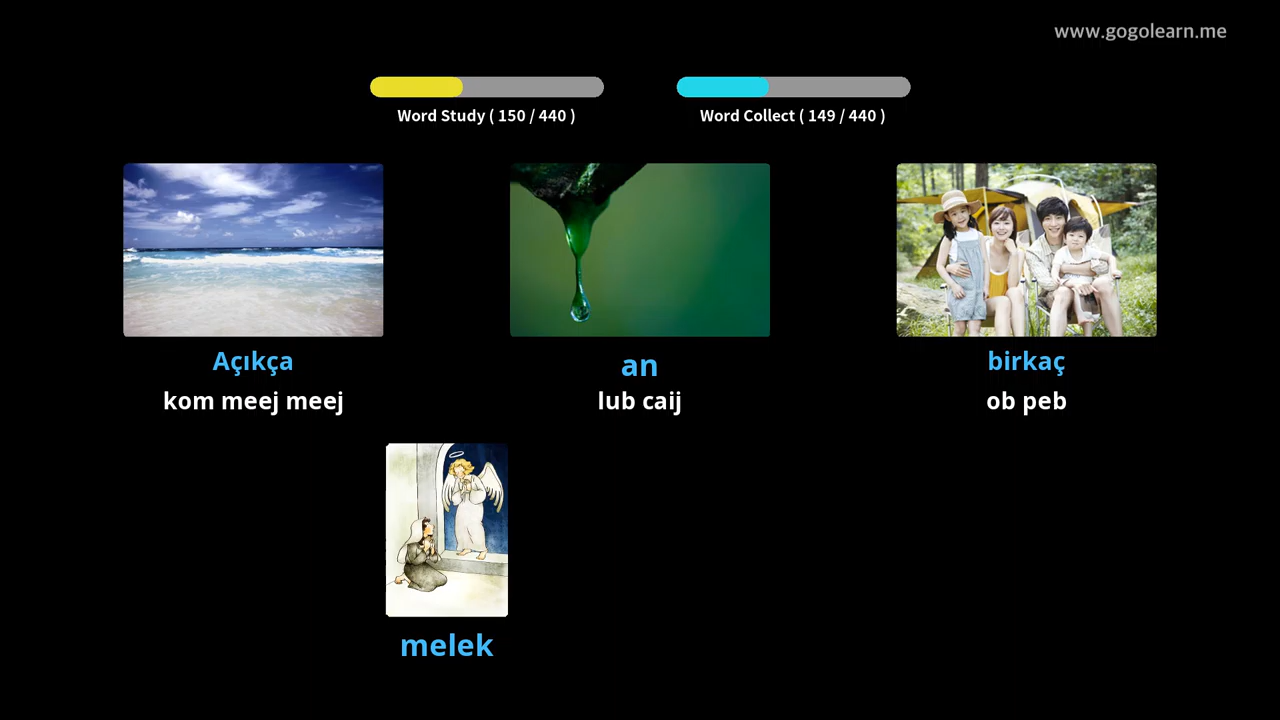 www.gogolearn.me
Word Study ( 150 / 440 )
Word Collect ( 149 / 440 )
Açıkça
kom meej meej
an
lub caij
birkaç
ob peb
melek